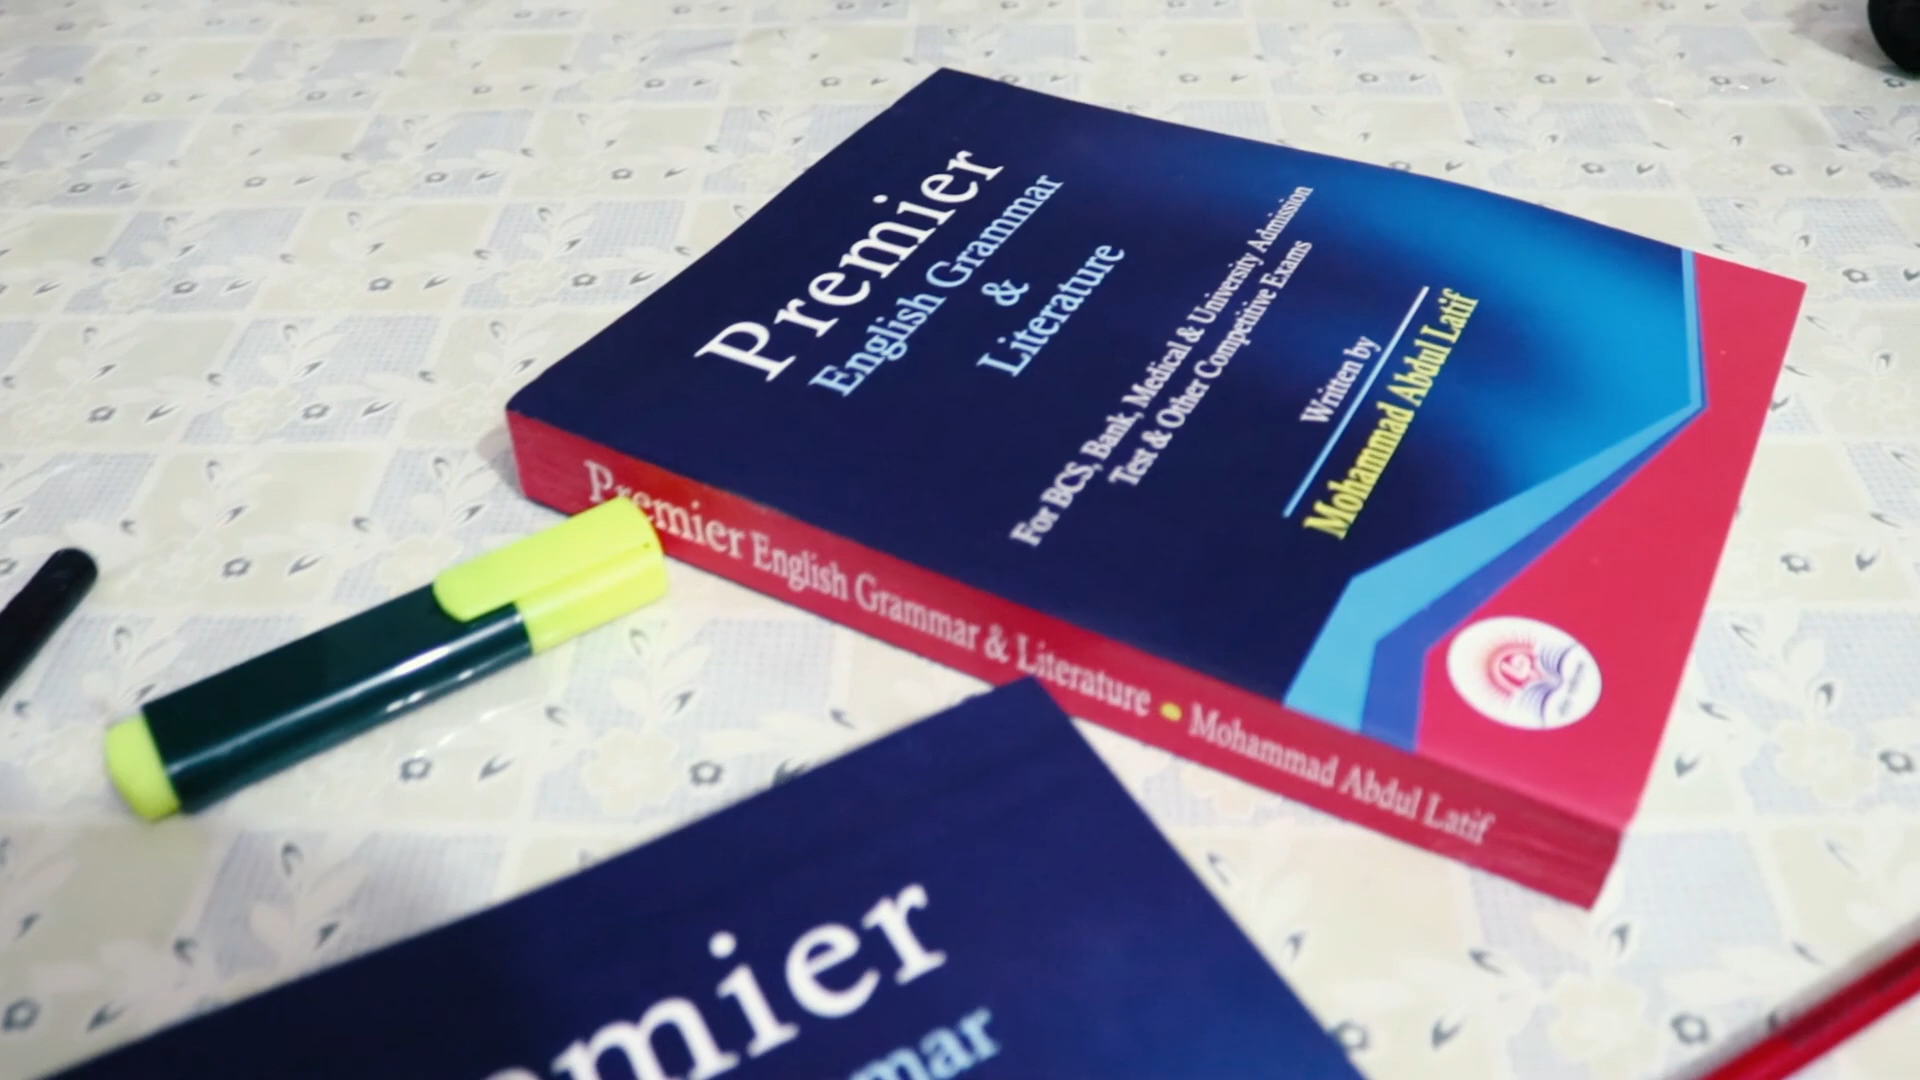 Premier
English Grammar
&
Literature
For BCS, Bank, Medical & University Admission
Test & Other Competitive Exams
Written by
Mohammad Abdul Latif
Premier English Grammar & Literature • Mohammad Abdul Latif
emier
mar